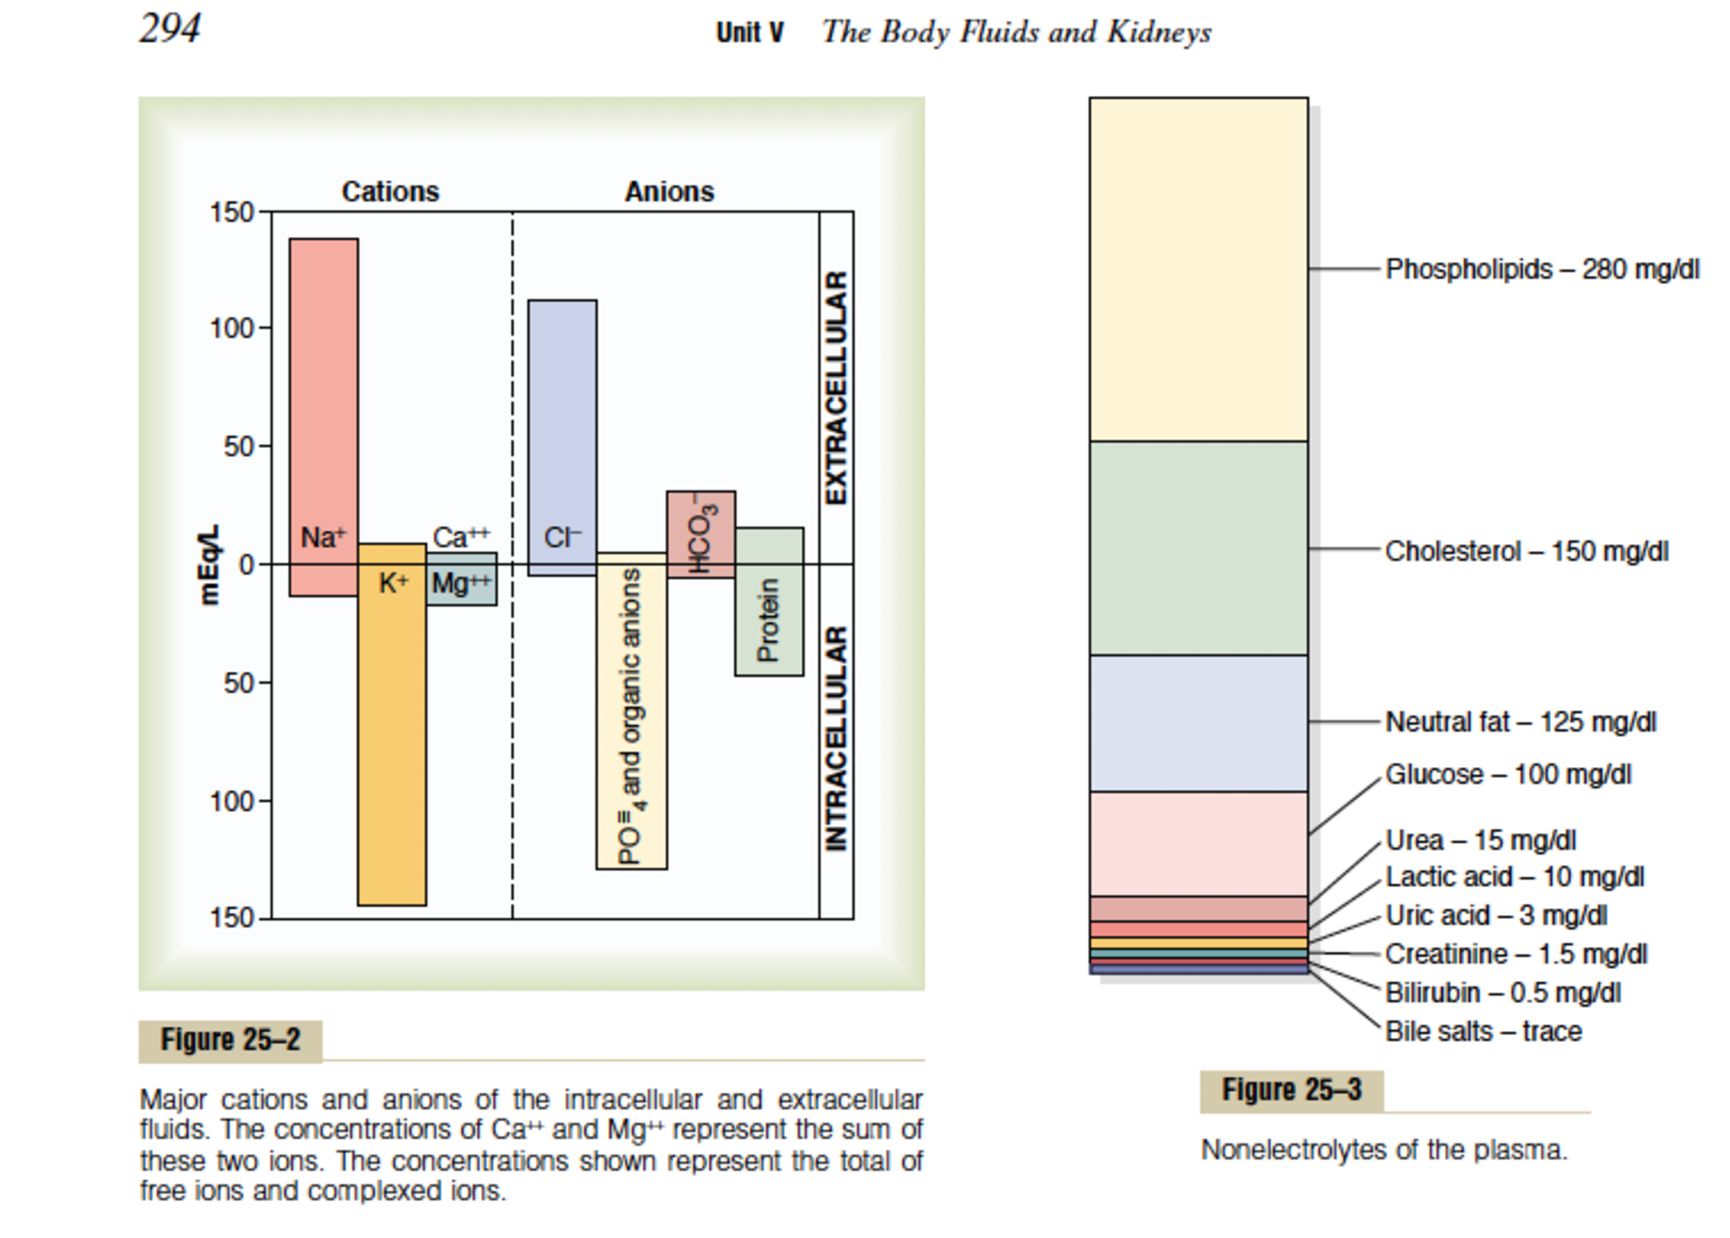 294
Unit V The Body Fluids and Kidneys
Cations
Anions
150
100
50
0
50
100
150
mEq/L
Na⁺
K⁺
Ca⁺⁺
Mg⁺⁺
Cl⁻
PO₄≡ and organic anions
HCO₃⁻
Protein
EXTRACELLULAR
INTRACELLULAR
Figure 25–2
Major cations and anions of the intracellular and extracellular
fluids. The concentrations of Ca⁺⁺ and Mg⁺⁺ represent the sum of
these two ions. The concentrations shown represent the total of
free ions and complexed ions.
Phospholipids – 280 mg/dl
Cholesterol – 150 mg/dl
Neutral fat – 125 mg/dl
Glucose – 100 mg/dl
Urea – 15 mg/dl
Lactic acid – 10 mg/dl
Uric acid – 3 mg/dl
Creatinine – 1.5 mg/dl
Bilirubin – 0.5 mg/dl
Bile salts – trace
Figure 25–3
Nonelectrolytes of the plasma.